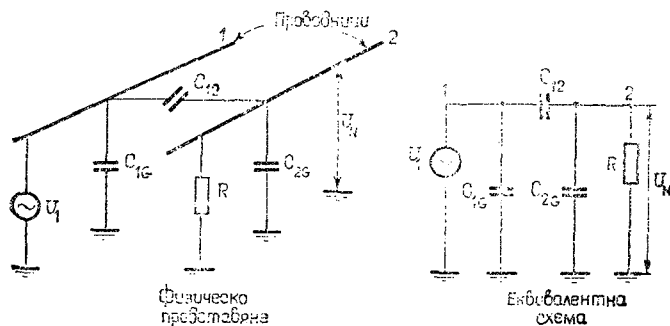 Проводници
1
2
C12
C1G
C2G
R
U1
UN
Физическо
представяне
1
C12
2
U1
C1G
C2G
R
UN
Еквивалентна
схема